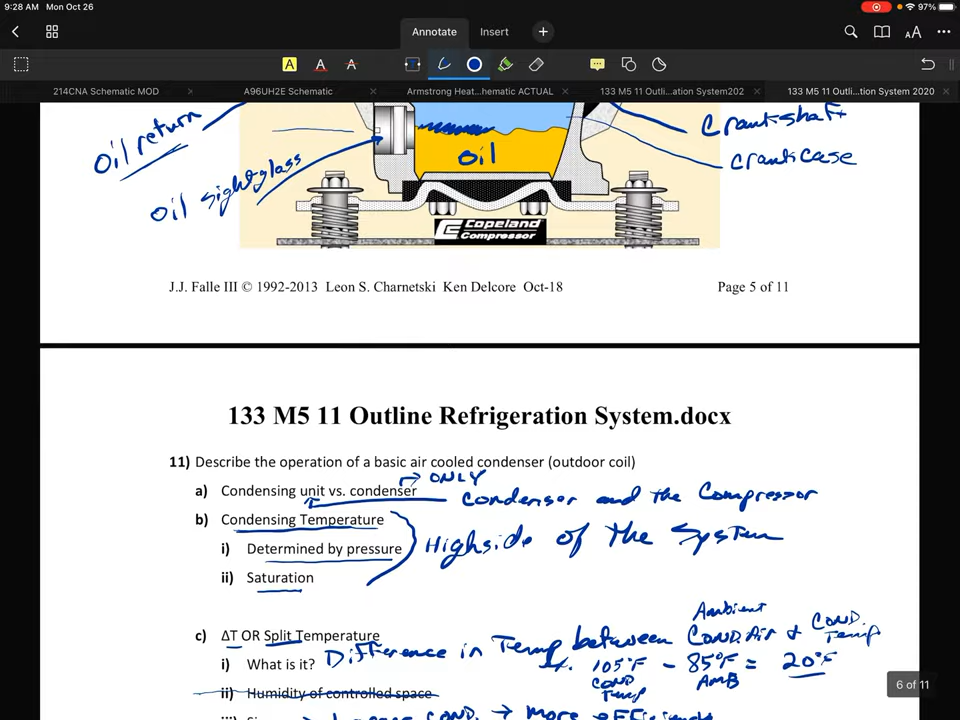 9:28 AM Mon Oct 26
97%
Annotate
Insert
AA
A A A
214CNA Schematic MOD
A96UH2E Schematic
Armstrong Heat...hematic ACTUAL
133 M5 11 Outli...ation System202
133 M5 11 Outli...tion System 2020
Oil return
Oil sightglass
oil
Crankshaft
Crankcase
Copeland
Compressor
J.J. Falle III © 1992-2013 Leon S. Charnetski Ken Delcore Oct-18
Page 5 of 11
133 M5 11 Outline Refrigeration System.docx
11) Describe the operation of a basic air cooled condenser (outdoor coil)
ONLY
a) Condensing unit vs. condenser
Condenser and the Compressor
b) Condensing Temperature
i) Determined by pressure
Highside of the System
ii) Saturation
c) ΔT OR Split Temperature
Difference in Temp between
Ambient
COND. Air & COND. Temp
i) What is it?
105°F - 85°F = 20°F
COND Temp
AMB
ii) Humidity of controlled space
more efficient
6 of 11